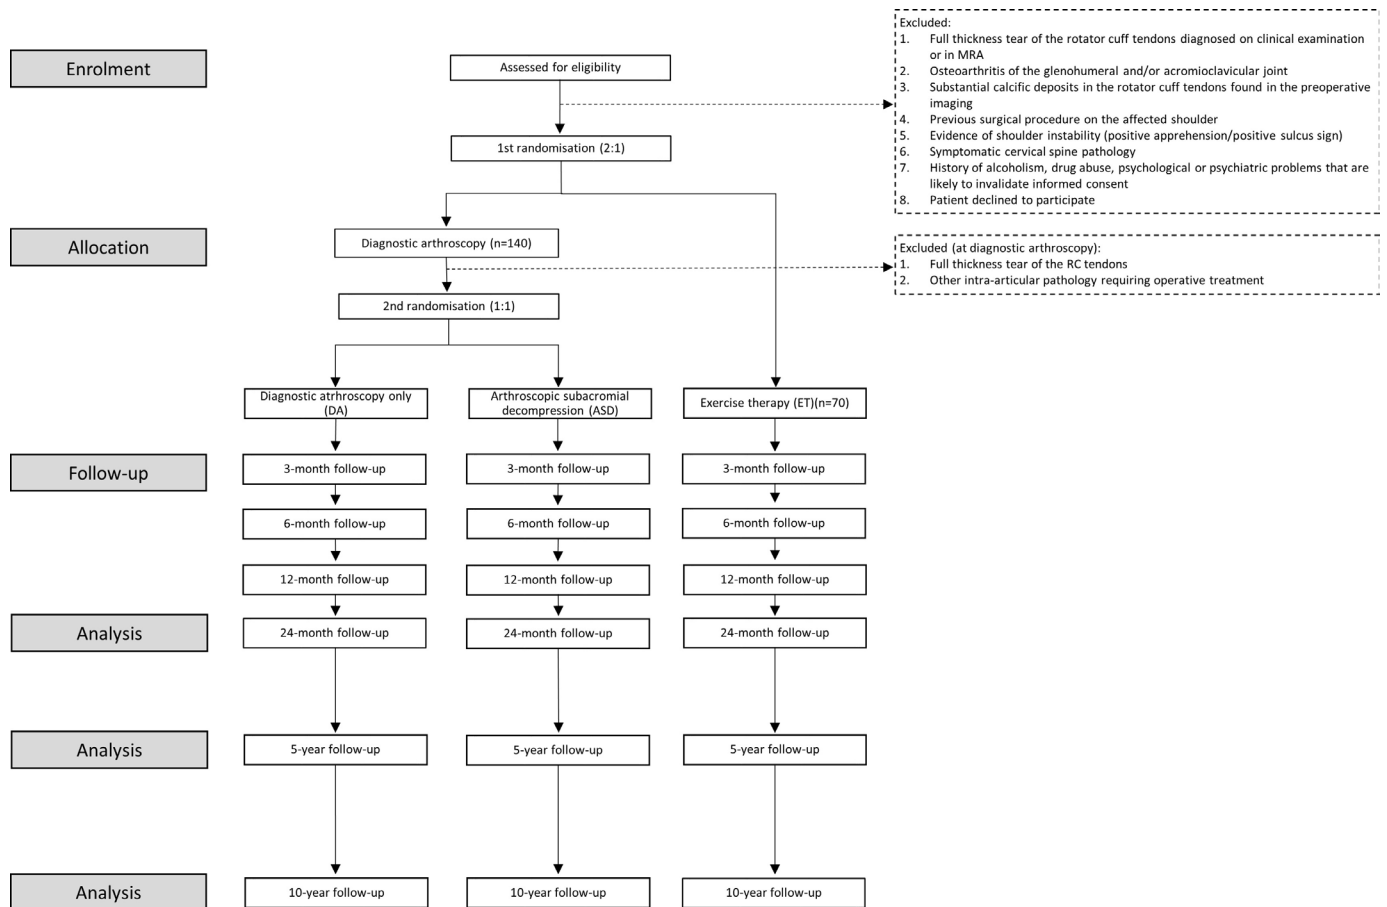 Enrolment
Assessed for eligibility
Excluded:
1. Full thickness tear of the rotator cuff tendons diagnosed on clinical examination
or in MRA
2. Osteoarthritis of the glenohumeral and/or acromioclavicular joint
3. Substantial calcific deposits in the rotator cuff tendons found in the preoperative
imaging
4. Previous surgical procedure on the affected shoulder
5. Evidence of shoulder instability (positive apprehension/positive sulcus sign)
6. Symptomatic cervical spine pathology
7. History of alcoholism, drug abuse, psychological or psychiatric problems that are
likely to invalidate informed consent
8. Patient declined to participate
1st randomisation (2:1)
Allocation
Diagnostic arthroscopy (n=140)
Excluded (at diagnostic arthroscopy):
1. Full thickness tear of the RC tendons
2. Other intra-articular pathology requiring operative treatment
2nd randomisation (1:1)
Diagnostic atrhroscopy only
(DA)
Arthroscopic subacromial
decompression (ASD)
Exercise therapy (ET)(n=70)
Follow-up
3-month follow-up
3-month follow-up
3-month follow-up
6-month follow-up
6-month follow-up
6-month follow-up
12-month follow-up
12-month follow-up
12-month follow-up
Analysis
24-month follow-up
24-month follow-up
24-month follow-up
Analysis
5-year follow-up
5-year follow-up
5-year follow-up
Analysis
10-year follow-up
10-year follow-up
10-year follow-up